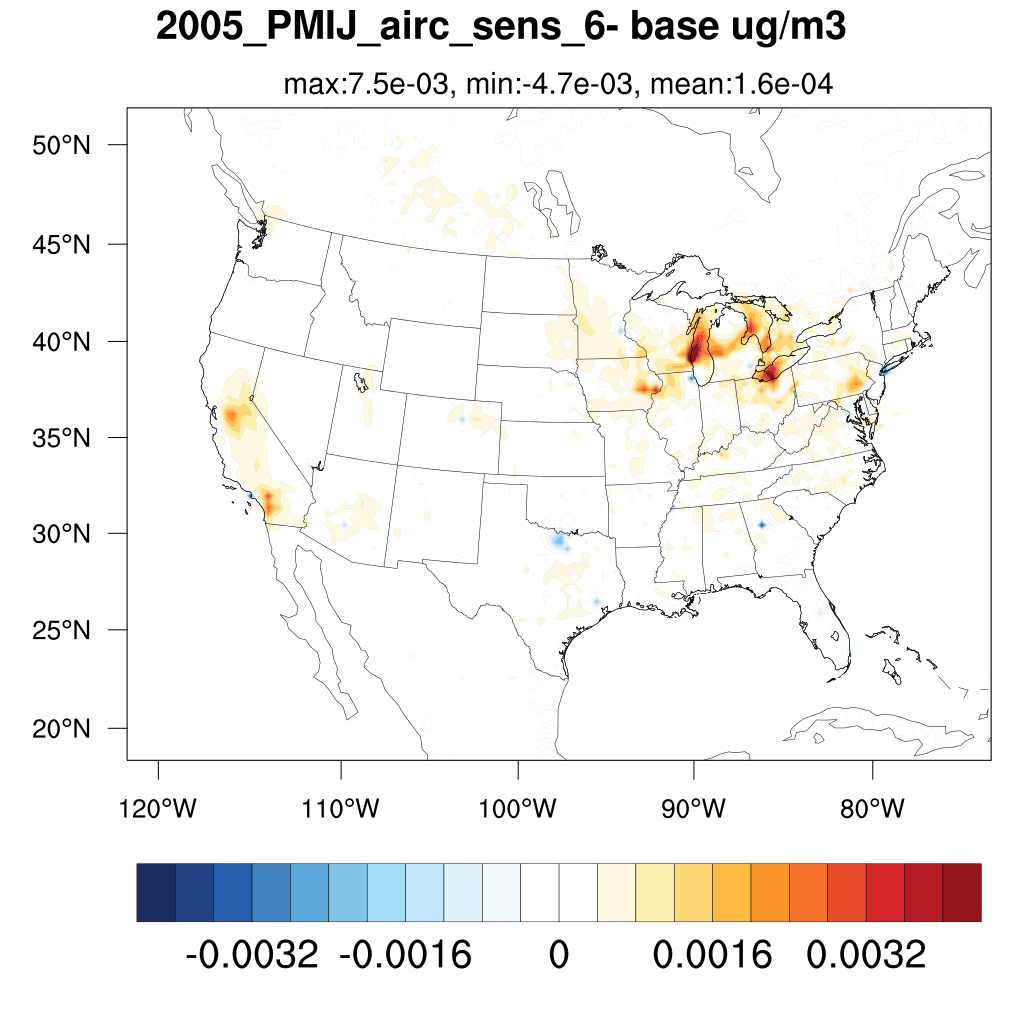 2005_PMIJ_airc_sens_6- base ug/m3
max:7.5e-03, min:-4.7e-03, mean:1.6e-04
50°N
45°N
40°N
35°N
30°N
25°N
20°N
120°W 110°W 100°W 90°W 80°W
-0.0032 -0.0016 0 0.0016 0.0032